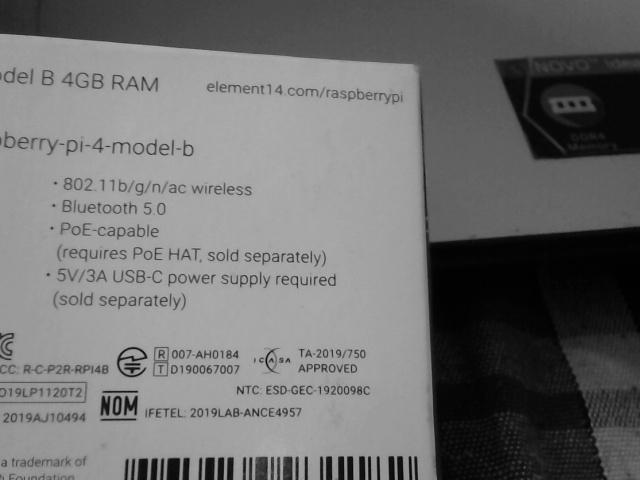 odel B 4GB RAM
element14.com/raspberrypi
berry-pi-4-model-b
• 802.11b/g/n/ac wireless
• Bluetooth 5.0
• PoE-capable
(requires PoE HAT, sold separately)
• 5V/3A USB-C power supply required
(sold separately)
CC: R-C-P2R-RPI4B
R 007-AH0184
T D190067007
ICASA
TA-2019/750
APPROVED
019LP1120T2
NTC: ESD-GEC-1920098C
2019AJ10494
NOM
IFETEL: 2019LAB-ANCE4957
a trademark of
i Foundation
NOVO
DDR4
Memory